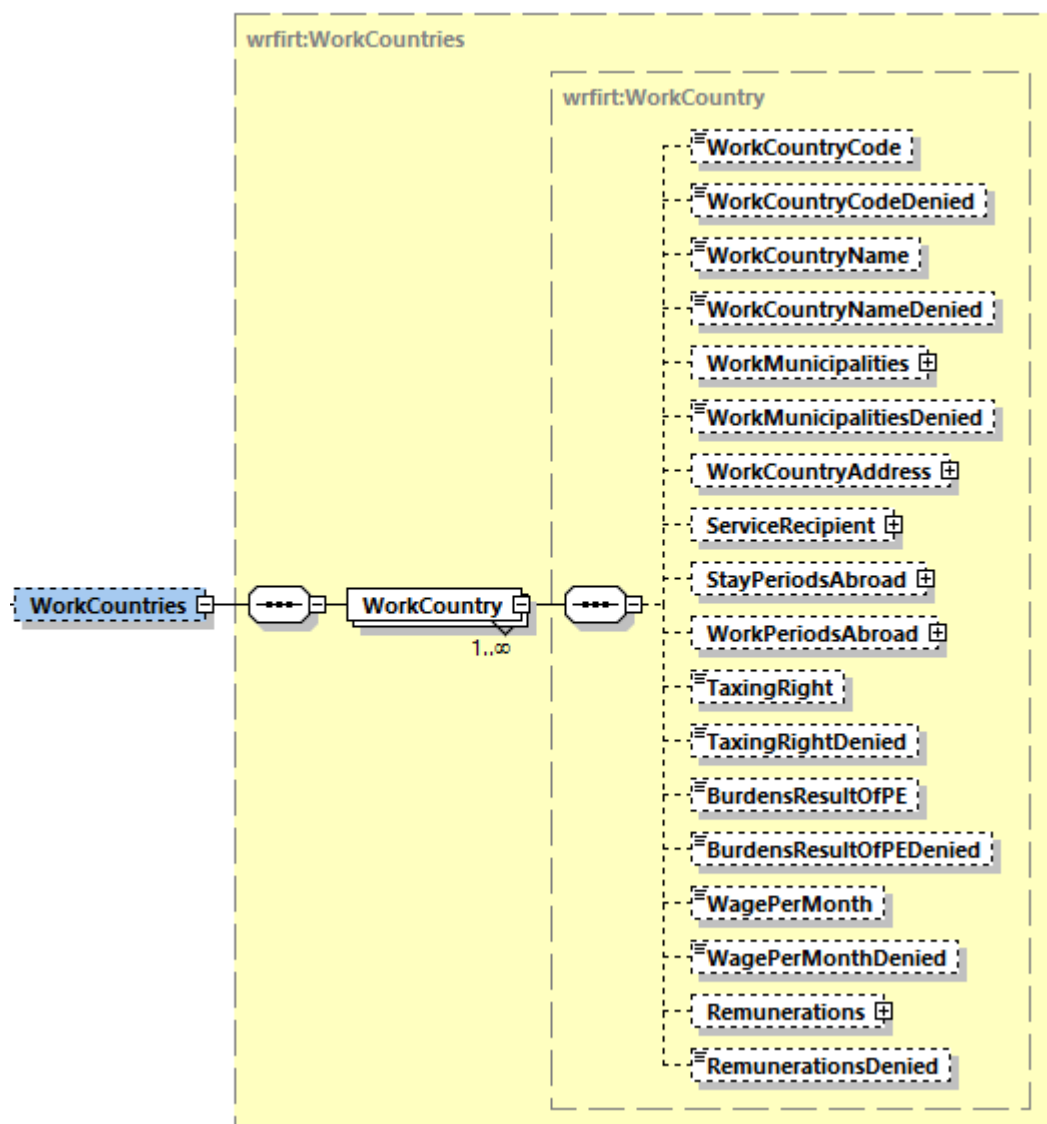 wrfirt:WorkCountries
wrfirt:WorkCountry
WorkCountryCode
WorkCountryCodeDenied
WorkCountryName
WorkCountryNameDenied
WorkMunicipalities
WorkMunicipalitiesDenied
WorkCountryAddress
ServiceRecipient
StayPeriodsAbroad
WorkCountries
WorkCountry
1..∞
WorkPeriodsAbroad
TaxingRight
TaxingRightDenied
BurdensResultOfPE
BurdensResultOfPEDenied
WagePerMonth
WagePerMonthDenied
Remunerations
RemunerationsDenied